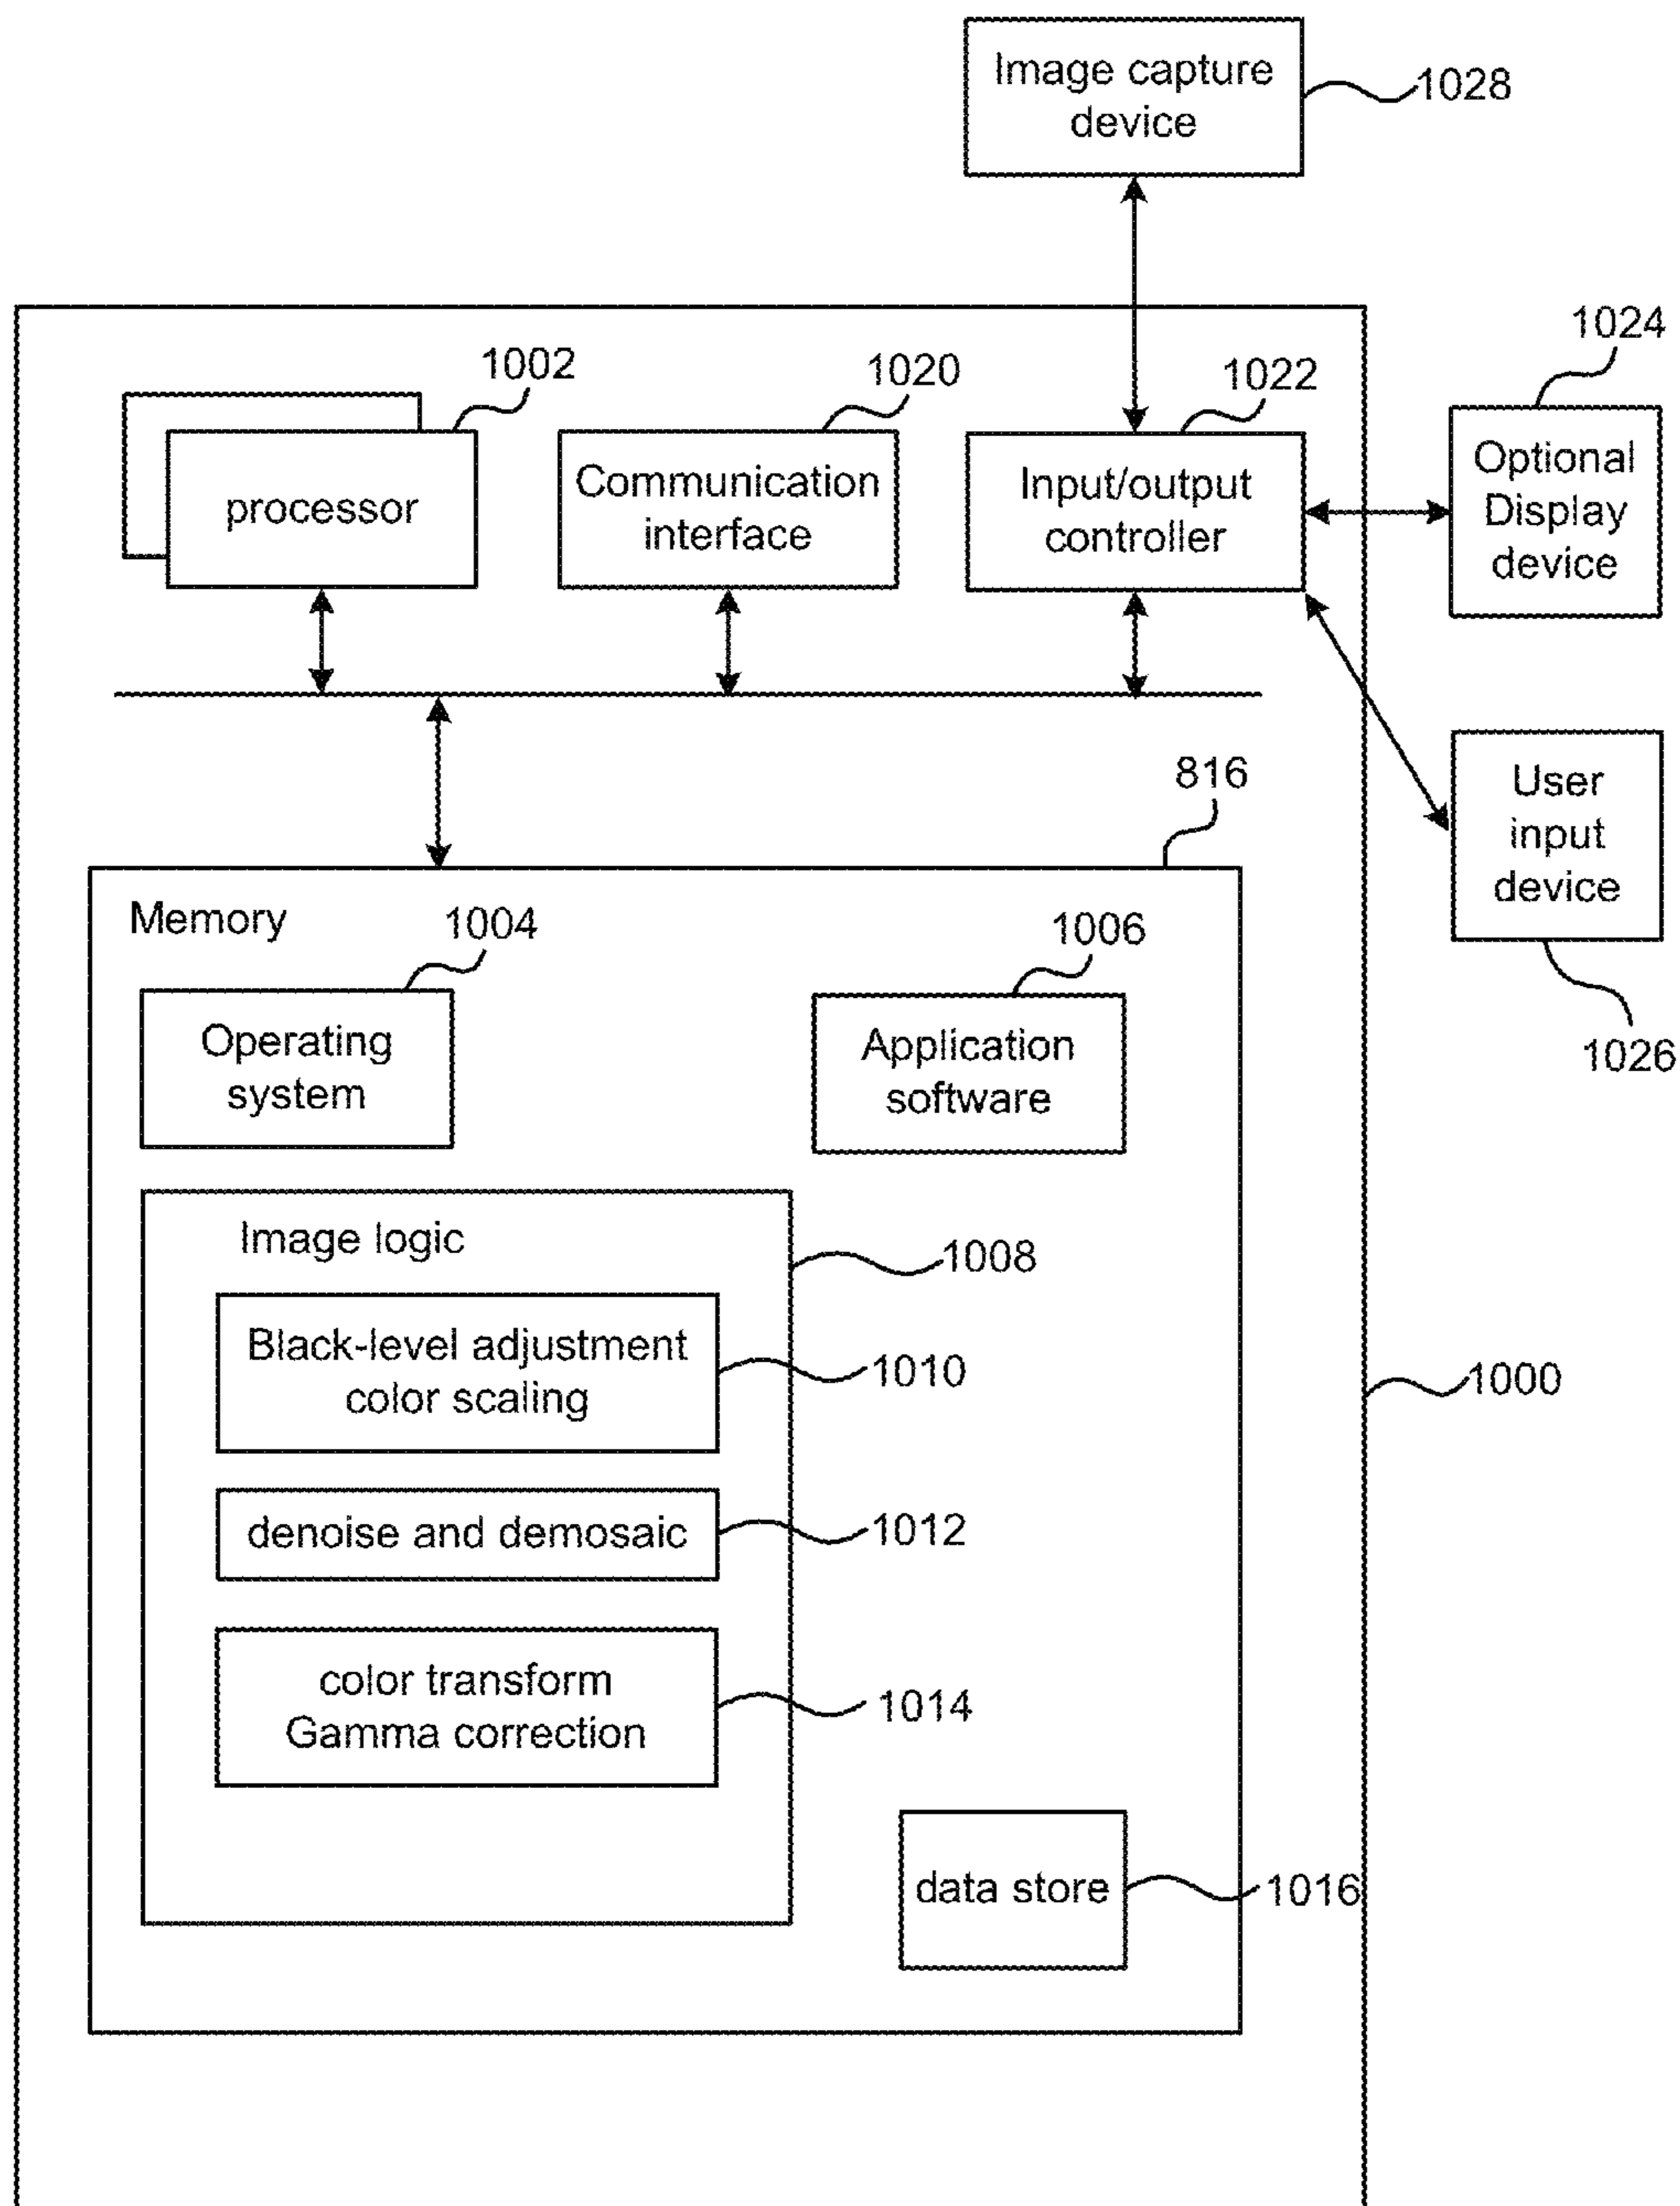 Image capture
device
1028
1002
1020
1022
1024
processor
Communication
interface
Input/output
controller
Optional
Display
device
816
User
input
device
1026
Memory
1004
1006
Operating
system
Application
software
Image logic
1008
Black-level adjustment
color scaling
1010
1000
denoise and demosaic
1012
color transform
Gamma correction
1014
data store
1016